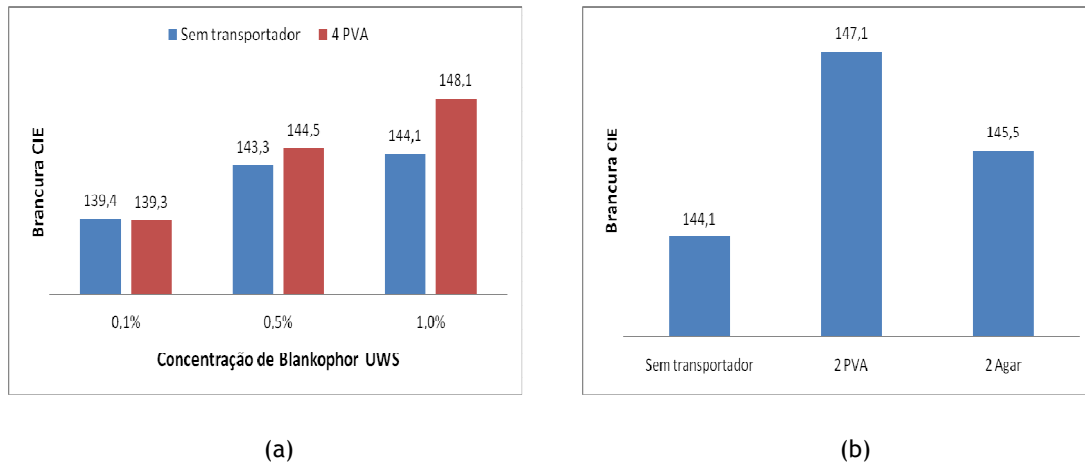 Sem transportador 4 PVA
148,1
144,5
144,1
143,3
139,4
139,3
Brancura CIE
0,1% 0,5% 1,0%
Concentração de Blankophor UWS
(a)
147,1
145,5
144,1
Brancura CIE
Sem transportador 2 PVA 2 Agar
(b)